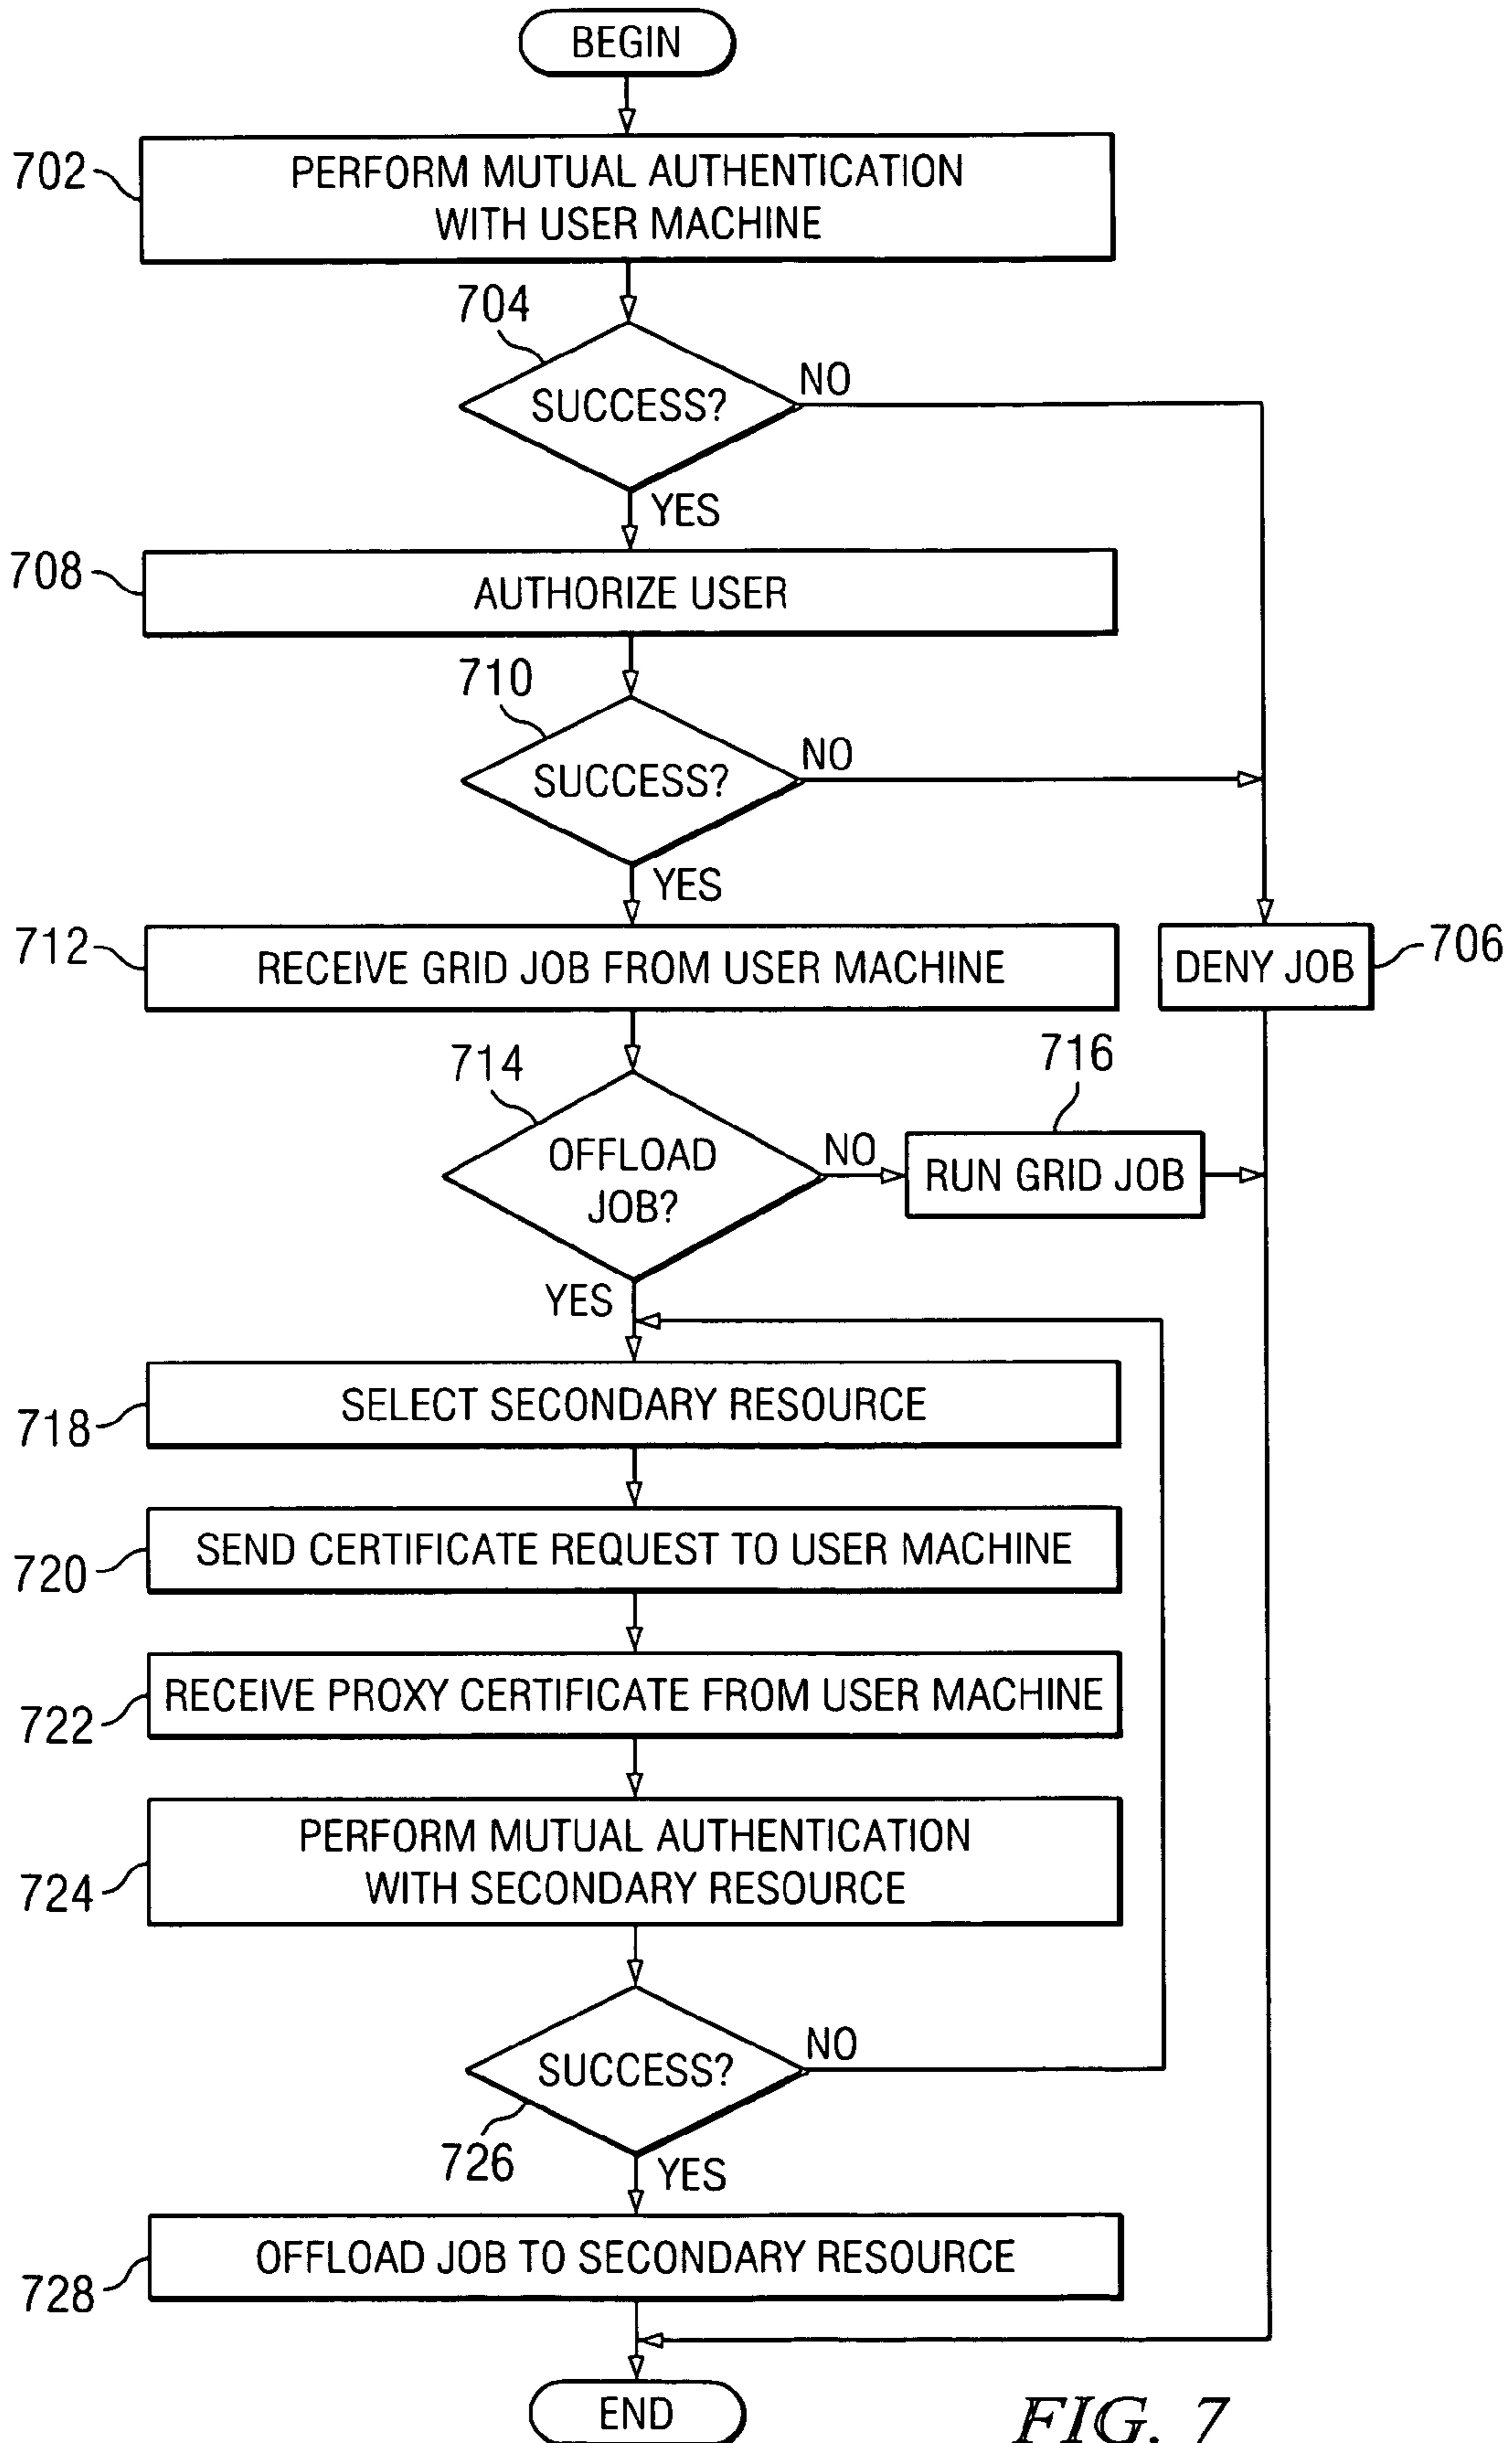 BEGIN
702
PERFORM MUTUAL AUTHENTICATION
WITH USER MACHINE
704
SUCCESS?
NO
YES
708
AUTHORIZE USER
710
SUCCESS?
NO
YES
712
RECEIVE GRID JOB FROM USER MACHINE
DENY JOB
706
714
OFFLOAD
JOB?
NO
716
RUN GRID JOB
YES
718
SELECT SECONDARY RESOURCE
720
SEND CERTIFICATE REQUEST TO USER MACHINE
722
RECEIVE PROXY CERTIFICATE FROM USER MACHINE
724
PERFORM MUTUAL AUTHENTICATION
WITH SECONDARY RESOURCE
SUCCESS?
NO
726
YES
728
OFFLOAD JOB TO SECONDARY RESOURCE
END
FIG. 7